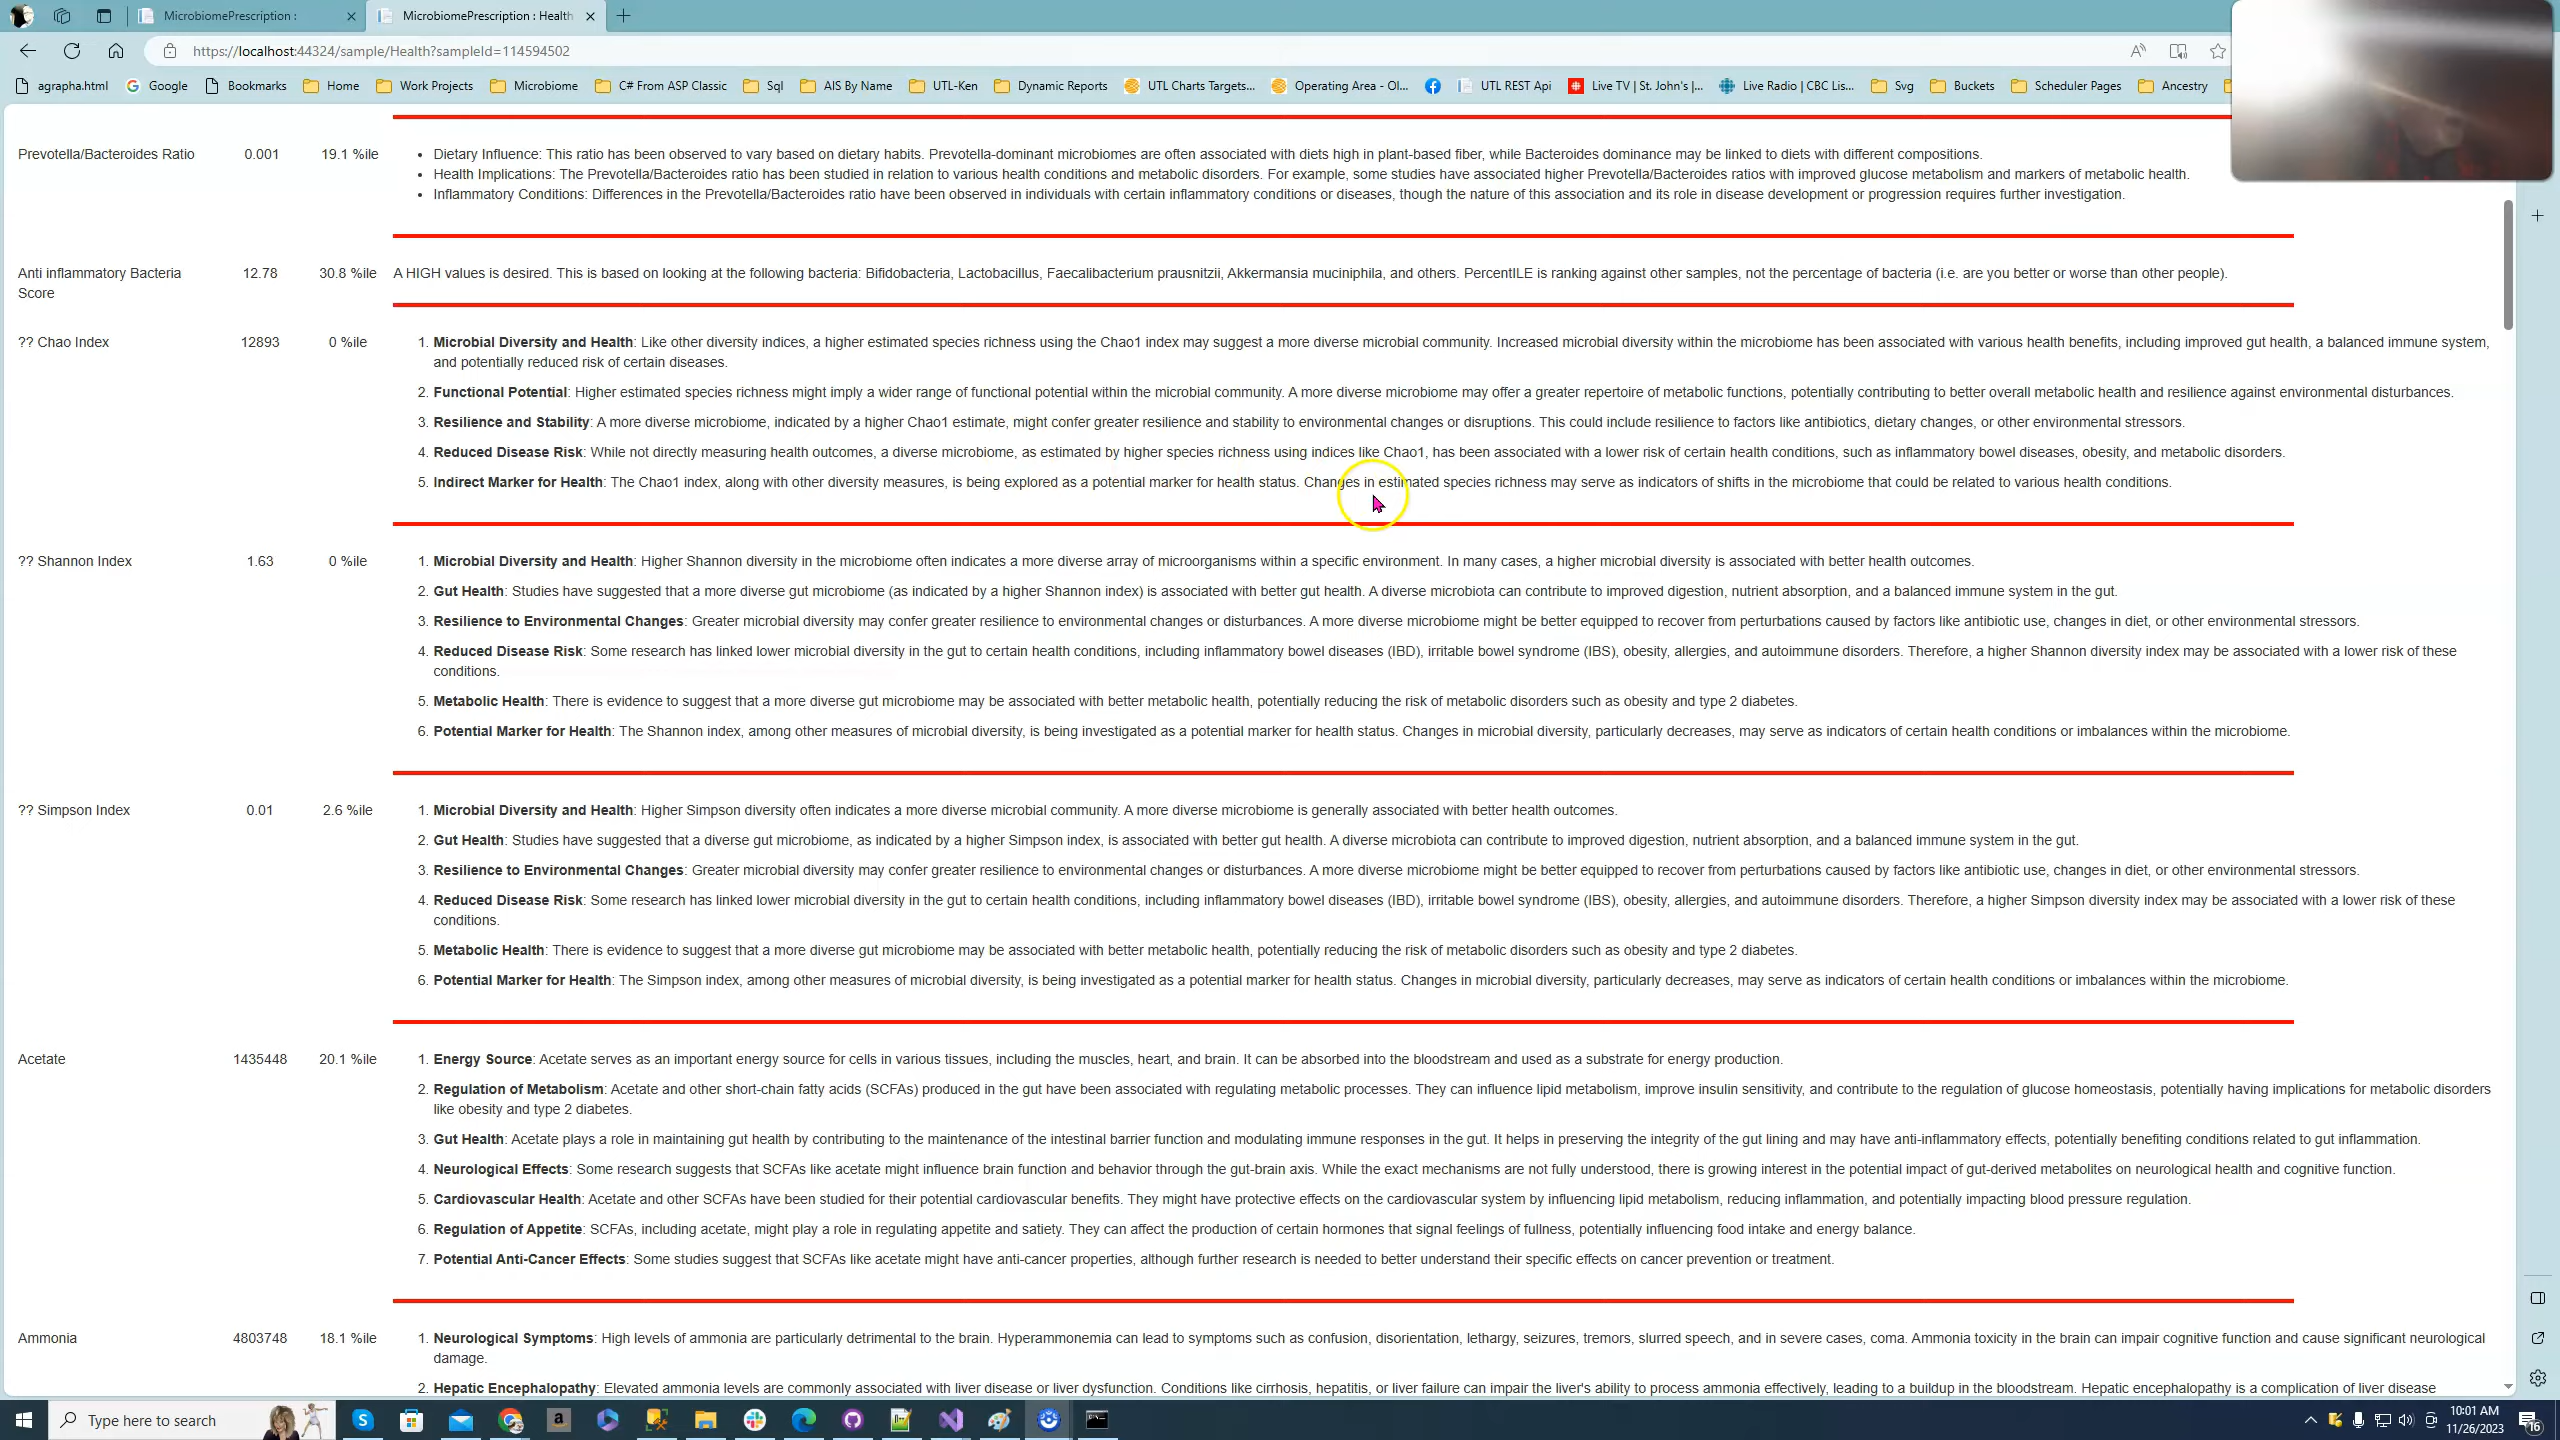 MicrobiomePrescription :
MicrobiomePrescription : Health
https://localhost:44324/sample/Health?sampleId=114594502
agrapha.html Google Bookmarks Home Work Projects Microbiome C# From ASP Classic Sql AIS By Name UTL-Ken Dynamic Reports UTL Charts Targets... Operating Area - Ol... UTL REST Api Live TV | St. John's |... Live Radio | CBC Lis... Svg Buckets Scheduler Pages Ancestry
Prevotella/Bacteroides Ratio 0.001 19.1 %ile
• Dietary Influence: This ratio has been observed to vary based on dietary habits. Prevotella-dominant microbiomes are often associated with diets high in plant-based fiber, while Bacteroides dominance may be linked to diets with different compositions.
• Health Implications: The Prevotella/Bacteroides ratio has been studied in relation to various health conditions and metabolic disorders. For example, some studies have associated higher Prevotella/Bacteroides ratios with improved glucose metabolism and markers of metabolic health.
• Inflammatory Conditions: Differences in the Prevotella/Bacteroides ratio have been observed in individuals with certain inflammatory conditions or diseases, though the nature of this association and its role in disease development or progression requires further investigation.
Anti inflammatory Bacteria
Score
12.78 30.8 %ile A HIGH values is desired. This is based on looking at the following bacteria: Bifidobacteria, Lactobacillus, Faecalibacterium prausnitzii, Akkermansia muciniphila, and others. PercentILE is ranking against other samples, not the percentage of bacteria (i.e. are you better or worse than other people).
?? Chao Index 12893 0 %ile
1. Microbial Diversity and Health: Like other diversity indices, a higher estimated species richness using the Chao1 index may suggest a more diverse microbial community. Increased microbial diversity within the microbiome has been associated with various health benefits, including improved gut health, a balanced immune system,
and potentially reduced risk of certain diseases.
2. Functional Potential: Higher estimated species richness might imply a wider range of functional potential within the microbial community. A more diverse microbiome may offer a greater repertoire of metabolic functions, potentially contributing to better overall metabolic health and resilience against environmental disturbances.
3. Resilience and Stability: A more diverse microbiome, indicated by a higher Chao1 estimate, might confer greater resilience and stability to environmental changes or disruptions. This could include resilience to factors like antibiotics, dietary changes, or other environmental stressors.
4. Reduced Disease Risk: While not directly measuring health outcomes, a diverse microbiome, as estimated by higher species richness using indices like Chao1, has been associated with a lower risk of certain health conditions, such as inflammatory bowel diseases, obesity, and metabolic disorders.
5. Indirect Marker for Health: The Chao1 index, along with other diversity measures, is being explored as a potential marker for health status. Changes in estimated species richness may serve as indicators of shifts in the microbiome that could be related to various health conditions.
?? Shannon Index 1.63 0 %ile
1. Microbial Diversity and Health: Higher Shannon diversity in the microbiome often indicates a more diverse array of microorganisms within a specific environment. In many cases, a higher microbial diversity is associated with better health outcomes.
2. Gut Health: Studies have suggested that a more diverse gut microbiome (as indicated by a higher Shannon index) is associated with better gut health. A diverse microbiota can contribute to improved digestion, nutrient absorption, and a balanced immune system in the gut.
3. Resilience to Environmental Changes: Greater microbial diversity may confer greater resilience to environmental changes or disturbances. A more diverse microbiome might be better equipped to recover from perturbations caused by factors like antibiotic use, changes in diet, or other environmental stressors.
4. Reduced Disease Risk: Some research has linked lower microbial diversity in the gut to certain health conditions, including inflammatory bowel diseases (IBD), irritable bowel syndrome (IBS), obesity, allergies, and autoimmune disorders. Therefore, a higher Shannon diversity index may be associated with a lower risk of these
conditions.
5. Metabolic Health: There is evidence to suggest that a more diverse gut microbiome may be associated with better metabolic health, potentially reducing the risk of metabolic disorders such as obesity and type 2 diabetes.
6. Potential Marker for Health: The Shannon index, among other measures of microbial diversity, is being investigated as a potential marker for health status. Changes in microbial diversity, particularly decreases, may serve as indicators of certain health conditions or imbalances within the microbiome.
?? Simpson Index 0.01 2.6 %ile
1. Microbial Diversity and Health: Higher Simpson diversity often indicates a more diverse microbial community. A more diverse microbiome is generally associated with better health outcomes.
2. Gut Health: Studies have suggested that a diverse gut microbiome, as indicated by a higher Simpson index, is associated with better gut health. A diverse microbiota can contribute to improved digestion, nutrient absorption, and a balanced immune system in the gut.
3. Resilience to Environmental Changes: Greater microbial diversity may confer greater resilience to environmental changes or disturbances. A more diverse microbiome might be better equipped to recover from perturbations caused by factors like antibiotic use, changes in diet, or other environmental stressors.
4. Reduced Disease Risk: Some research has linked lower microbial diversity in the gut to certain health conditions, including inflammatory bowel diseases (IBD), irritable bowel syndrome (IBS), obesity, allergies, and autoimmune disorders. Therefore, a higher Simpson diversity index may be associated with a lower risk of these
conditions.
5. Metabolic Health: There is evidence to suggest that a more diverse gut microbiome may be associated with better metabolic health, potentially reducing the risk of metabolic disorders such as obesity and type 2 diabetes.
6. Potential Marker for Health: The Simpson index, among other measures of microbial diversity, is being investigated as a potential marker for health status. Changes in microbial diversity, particularly decreases, may serve as indicators of certain health conditions or imbalances within the microbiome.
Acetate 1435448 20.1 %ile
1. Energy Source: Acetate serves as an important energy source for cells in various tissues, including the muscles, heart, and brain. It can be absorbed into the bloodstream and used as a substrate for energy production.
2. Regulation of Metabolism: Acetate and other short-chain fatty acids (SCFAs) produced in the gut have been associated with regulating metabolic processes. They can influence lipid metabolism, improve insulin sensitivity, and contribute to the regulation of glucose homeostasis, potentially having implications for metabolic disorders
like obesity and type 2 diabetes.
3. Gut Health: Acetate plays a role in maintaining gut health by contributing to the maintenance of the intestinal barrier function and modulating immune responses in the gut. It helps in preserving the integrity of the gut lining and may have anti-inflammatory effects, potentially benefiting conditions related to gut inflammation.
4. Neurological Effects: Some research suggests that SCFAs like acetate might influence brain function and behavior through the gut-brain axis. While the exact mechanisms are not fully understood, there is growing interest in the potential impact of gut-derived metabolites on neurological health and cognitive function.
5. Cardiovascular Health: Acetate and other SCFAs have been studied for their potential cardiovascular benefits. They might have protective effects on the cardiovascular system by influencing lipid metabolism, reducing inflammation, and potentially impacting blood pressure regulation.
6. Regulation of Appetite: SCFAs, including acetate, might play a role in regulating appetite and satiety. They can affect the production of certain hormones that signal feelings of fullness, potentially influencing food intake and energy balance.
7. Potential Anti-Cancer Effects: Some studies suggest that SCFAs like acetate might have anti-cancer properties, although further research is needed to better understand their specific effects on cancer prevention or treatment.
Ammonia 4803748 18.1 %ile
1. Neurological Symptoms: High levels of ammonia are particularly detrimental to the brain. Hyperammonemia can lead to symptoms such as confusion, disorientation, lethargy, seizures, tremors, slurred speech, and in severe cases, coma. Ammonia toxicity in the brain can impair cognitive function and cause significant neurological
damage.
2. Hepatic Encephalopathy: Elevated ammonia levels are commonly associated with liver disease or liver dysfunction. Conditions like cirrhosis, hepatitis, or liver failure can impair the liver's ability to process ammonia effectively, leading to a buildup in the bloodstream. Hepatic encephalopathy is a complication of liver disease
Type here to search
10:01 AM
11/26/2023
16